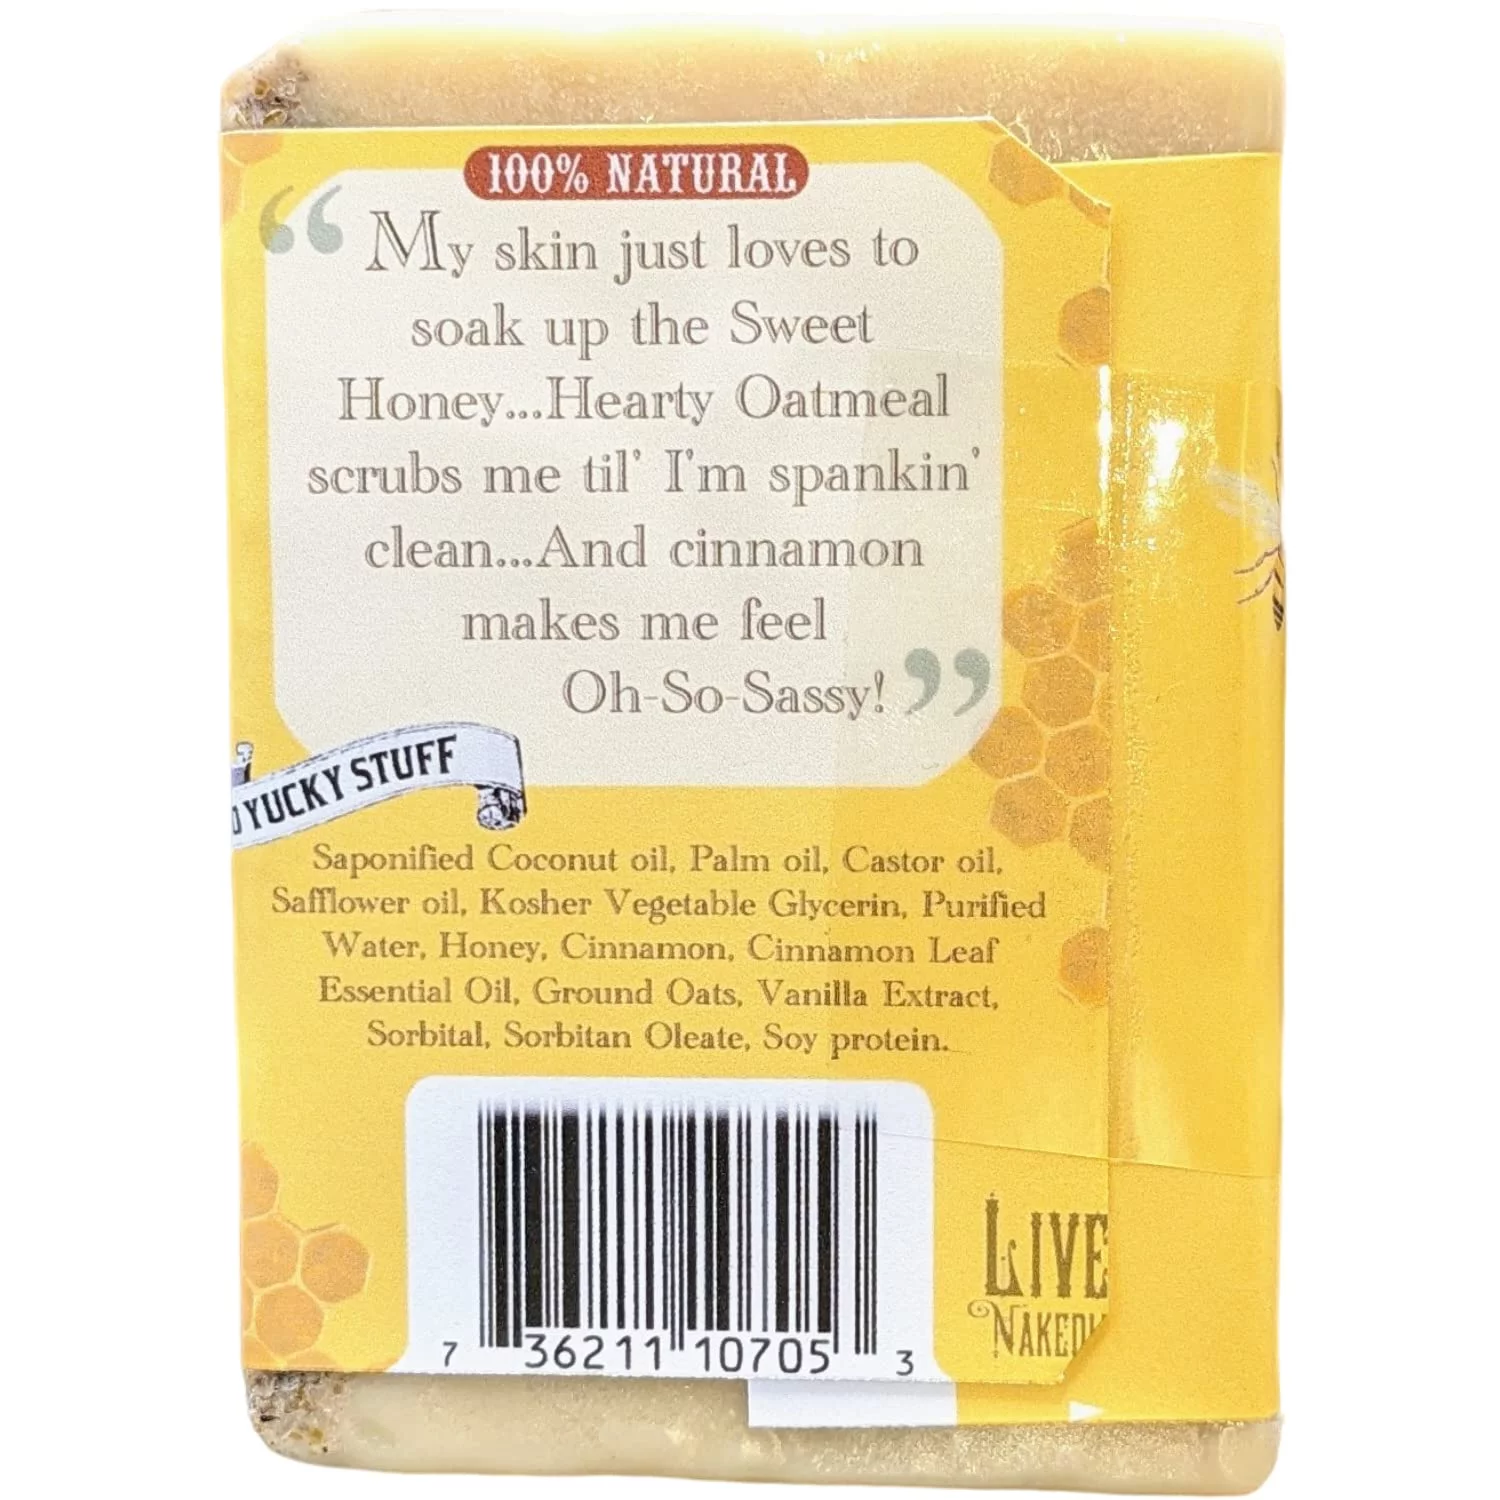 100% NATURAL
“My skin just loves to
soak up the Sweet
Honey...Hearty Oatmeal
scrubs me til' I'm spankin'
clean...And cinnamon
makes me feel
Oh-So-Sassy!”
YUCKY STUFF
Saponified Coconut oil, Palm oil, Castor oil,
Safflower oil, Kosher Vegetable Glycerin, Purified
Water, Honey, Cinnamon, Cinnamon Leaf
Essential Oil, Ground Oats, Vanilla Extract,
Sorbital, Sorbitan Oleate, Soy protein.
7 36211 10705 3
LIVE